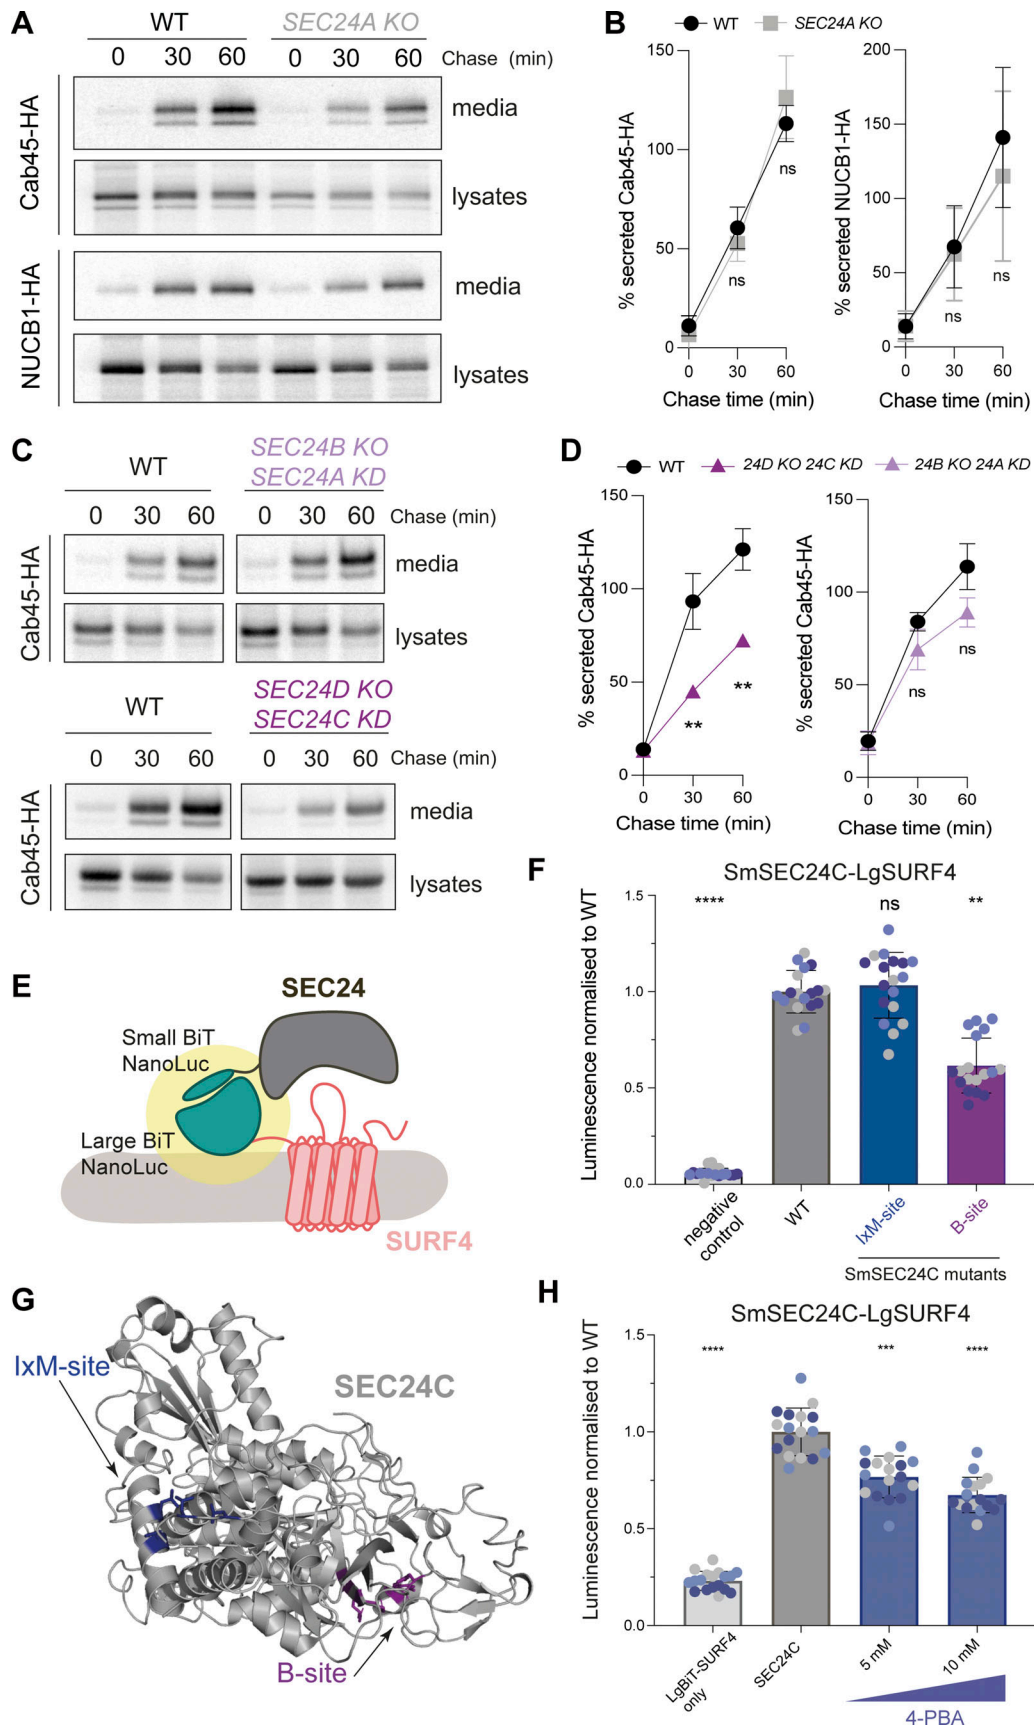 A
WT
SEC24A KO
0 30 60 0 30 60 Chase (min)
Cab45-HA
media
lysates
NUCB1-HA
media
lysates
B
WT SEC24A KO
% secreted Cab45-HA
150
100
50
0
ns
ns
0 30 60
Chase time (min)
% secreted NUCB1-HA
200
150
100
50
0
ns
ns
0 30 60
Chase time (min)
C
WT
SEC24B KO
SEC24A KD
0 30 60 0 30 60 Chase (min)
Cab45-HA
media
lysates
WT
SEC24D KO
SEC24C KD
0 30 60 0 30 60 Chase (min)
Cab45-HA
media
lysates
D
WT 24D KO 24C KD 24B KO 24A KD
% secreted Cab45-HA
150
100
50
0
**
**
0 30 60
Chase time (min)
% secreted Cab45-HA
150
100
50
0
ns
ns
0 30 60
Chase time (min)
E
SEC24
Small BiT
NanoLuc
Large BiT
NanoLuc
SURF4
F
SmSEC24C-LgSURF4
Luminescence normalised to WT
1.5
1.0
0.5
0.0
**** ns **
negative
control
WT
IxM-site
B-site
SmSEC24C mutants
G
IxM-site
SEC24C
B-site
H
SmSEC24C-LgSURF4
Luminescence normalised to WT
1.5
1.0
0.5
0.0
**** *** ****
LgBiT-SURF4
only
SEC24C
5 mM
10 mM
4-PBA